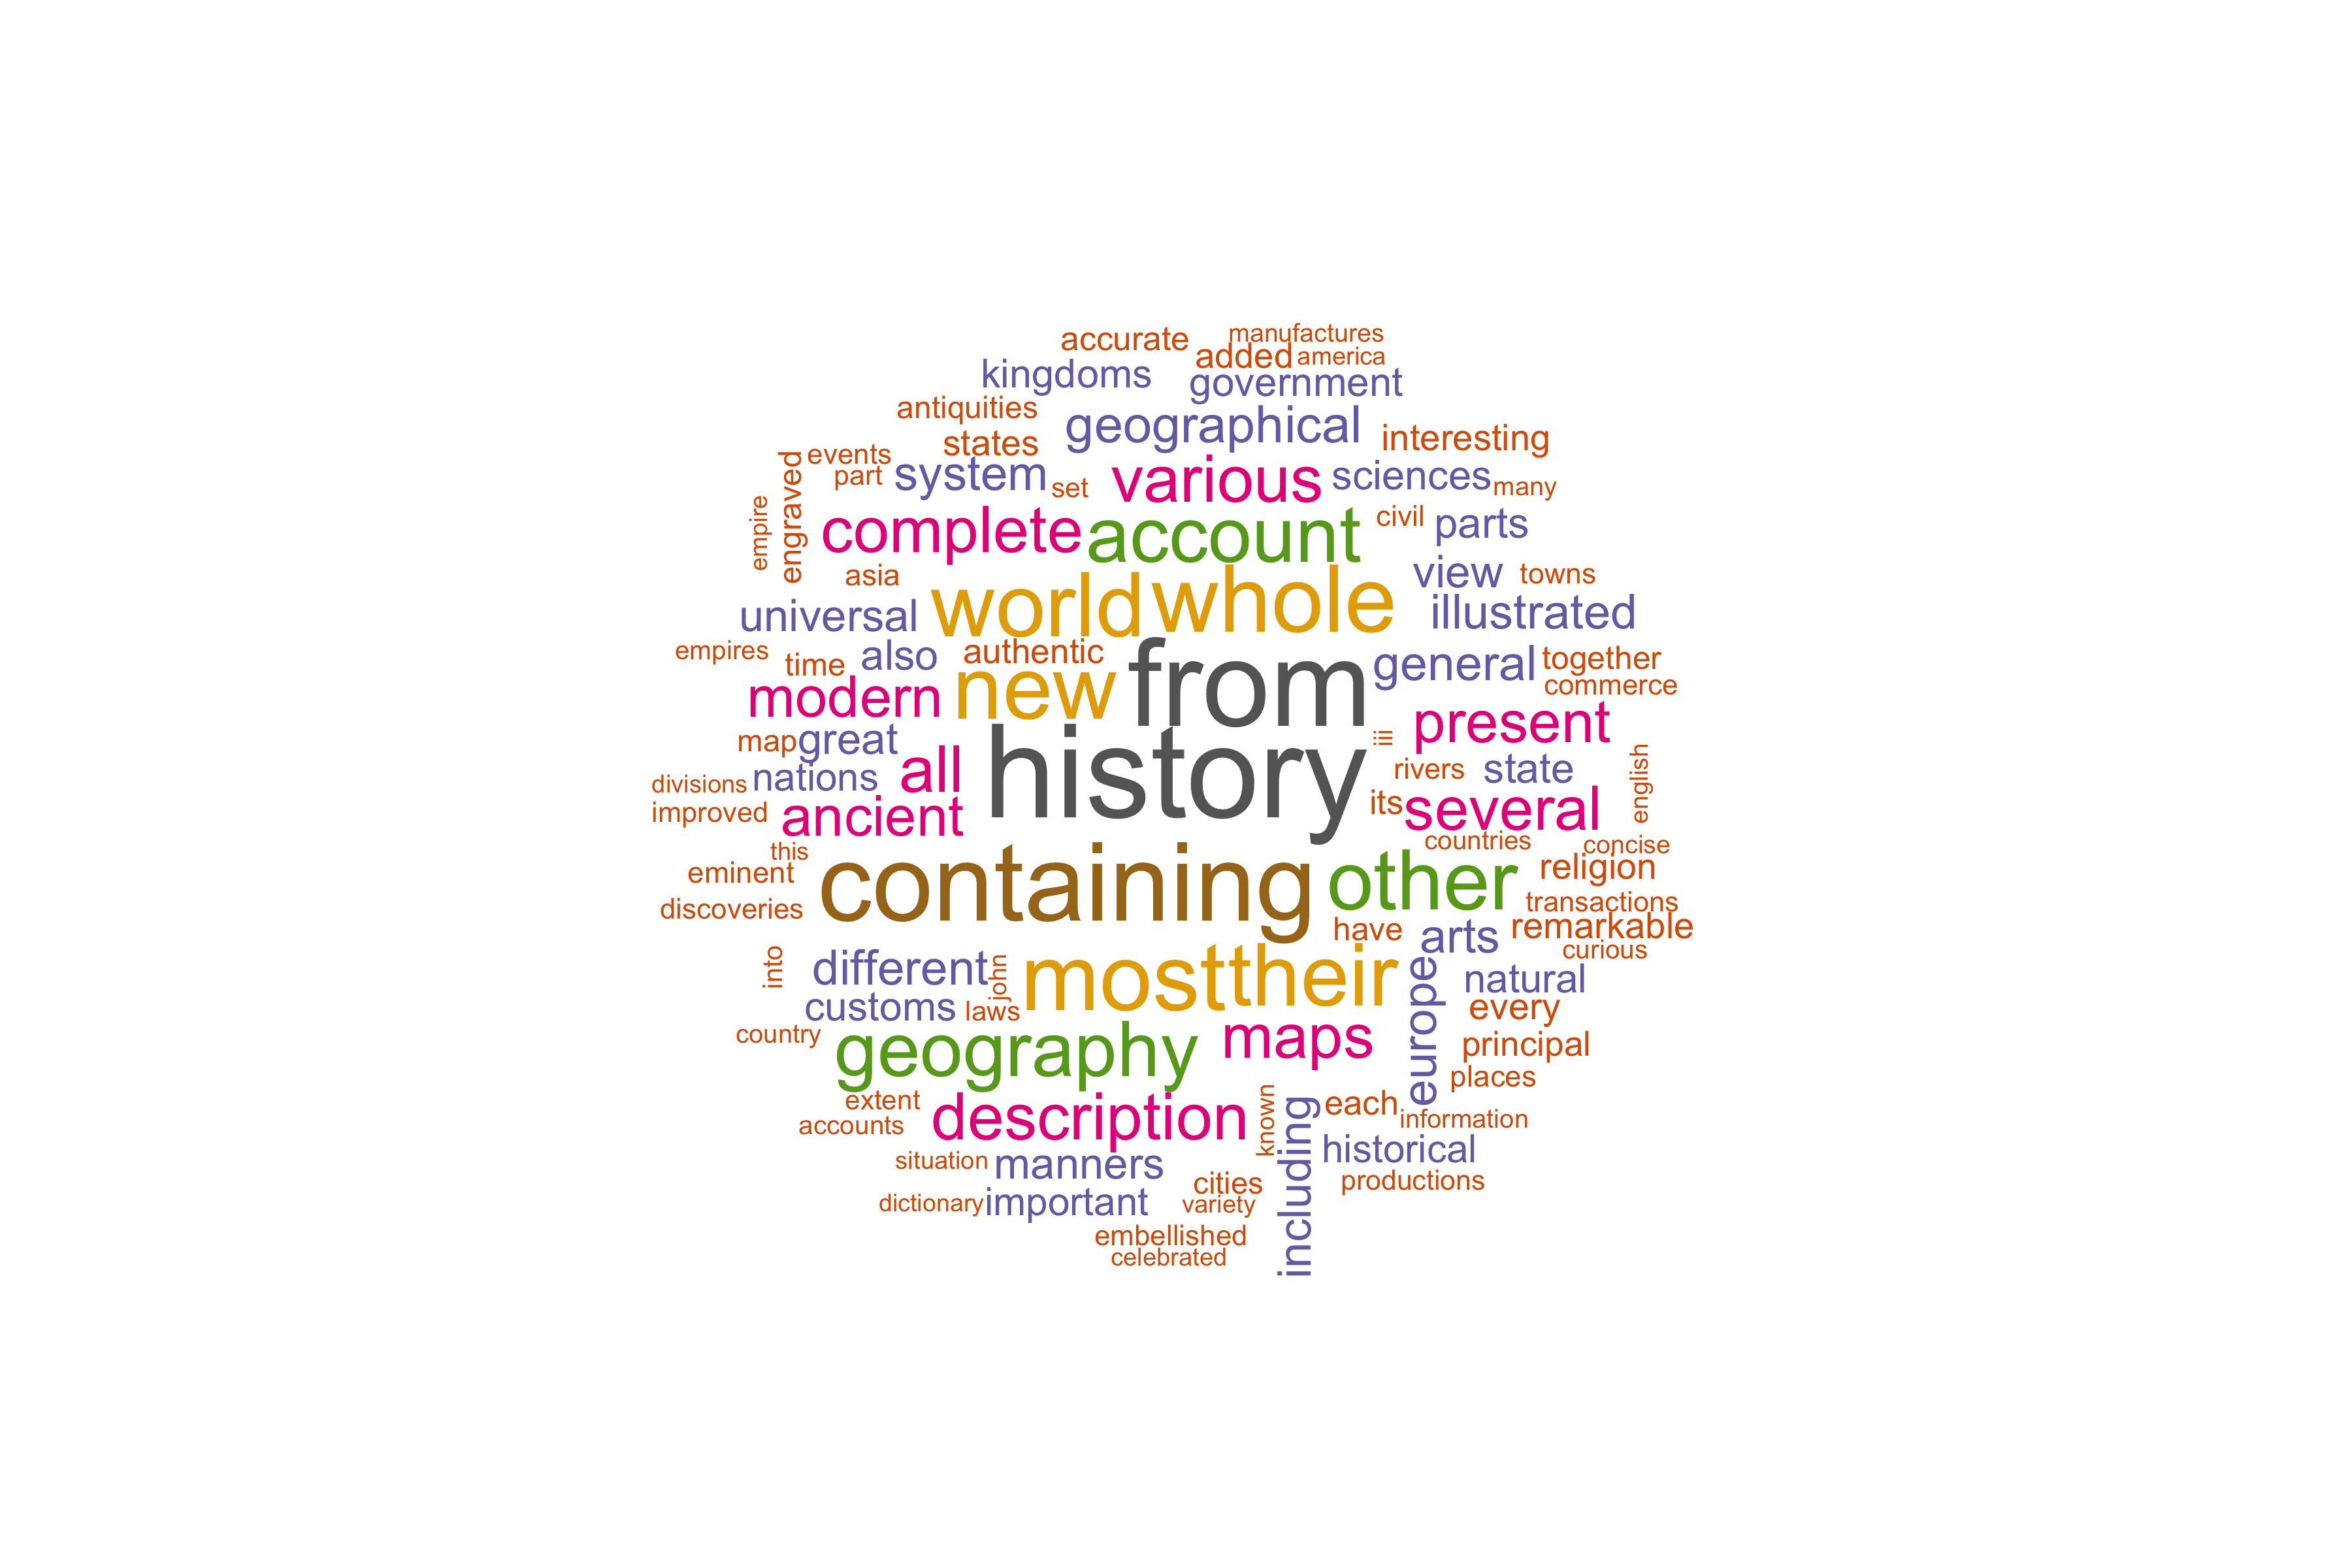 accurate manufactures
added america
kingdoms government
antiquities geographical interesting
states
events system various sciences
part set many
engraved
empire
complete account civil parts
asia world whole view towns
universal illustrated
empires time also authentic general together
modern new from commerce
map great present
iii
divisions nations all history rivers state
english
improved ancient its several
this countries concise
eminent containing other religion
discoveries transactions
have arts remarkable
curious
into different john most their europe natural
customs laws every
country geography maps principal
places
extent description known each
accounts information
including
situation manners historical
cities productions
dictionary important variety
embellished
celebrated